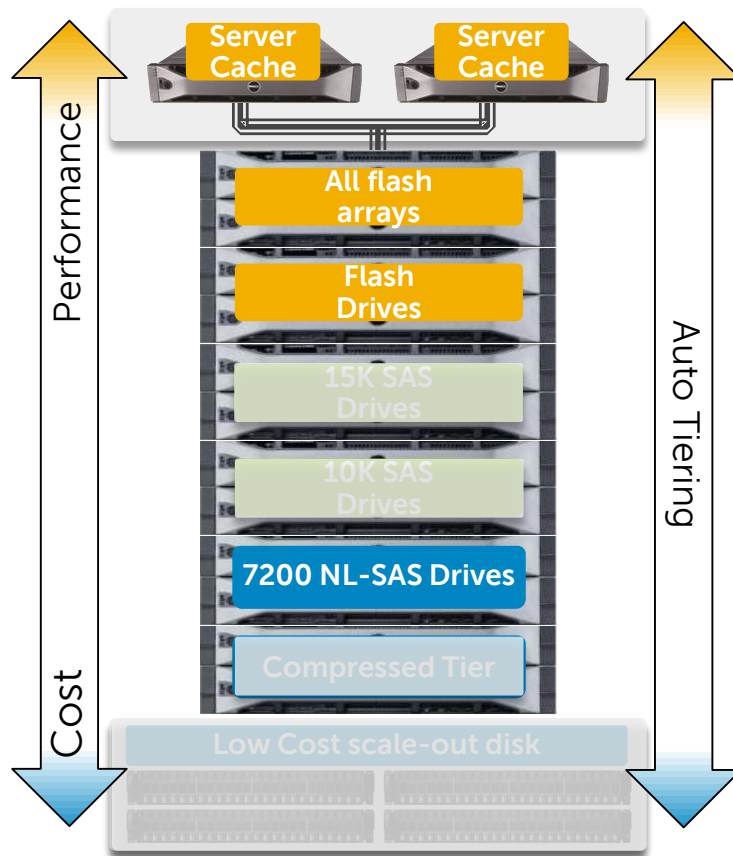 Server
Cache
Server
Cache
Performance
All flash
arrays
Flash
Drives
15K SAS
Drives
10K SAS
Drives
Auto Tiering
7200 NL-SAS Drives
Compressed Tier
Cost
Low Cost scale-out disk